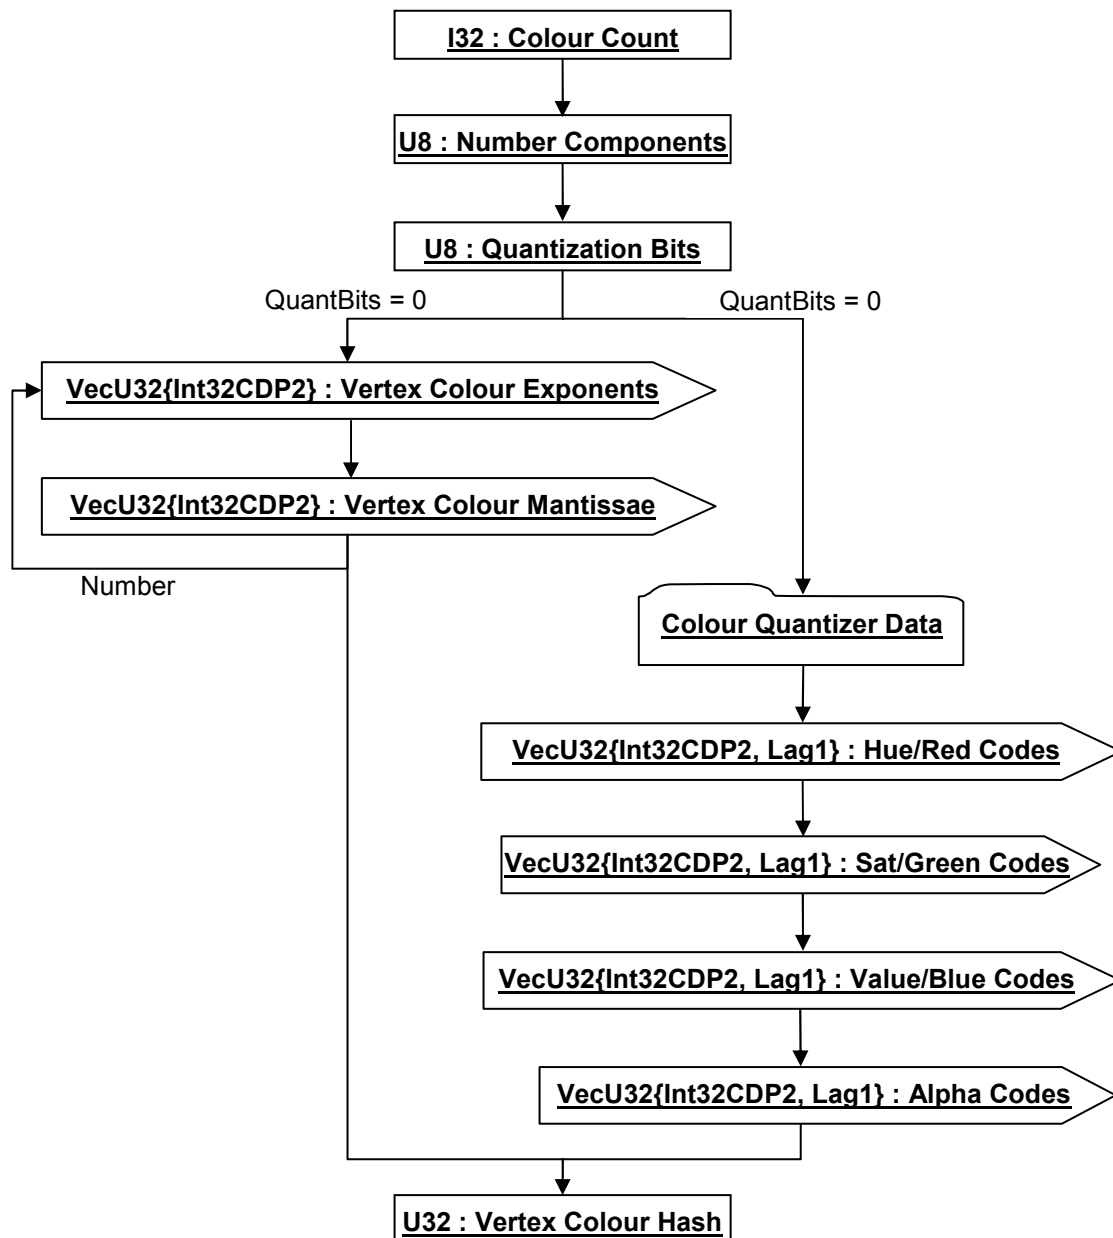 I32 : Colour Count
U8 : Number Components
U8 : Quantization Bits
QuantBits = 0
QuantBits = 0
VecU32{Int32CDP2} : Vertex Colour Exponents
VecU32{Int32CDP2} : Vertex Colour Mantissae
Number
Colour Quantizer Data
VecU32{Int32CDP2, Lag1} : Hue/Red Codes
VecU32{Int32CDP2, Lag1} : Sat/Green Codes
VecU32{Int32CDP2, Lag1} : Value/Blue Codes
VecU32{Int32CDP2, Lag1} : Alpha Codes
U32 : Vertex Colour Hash